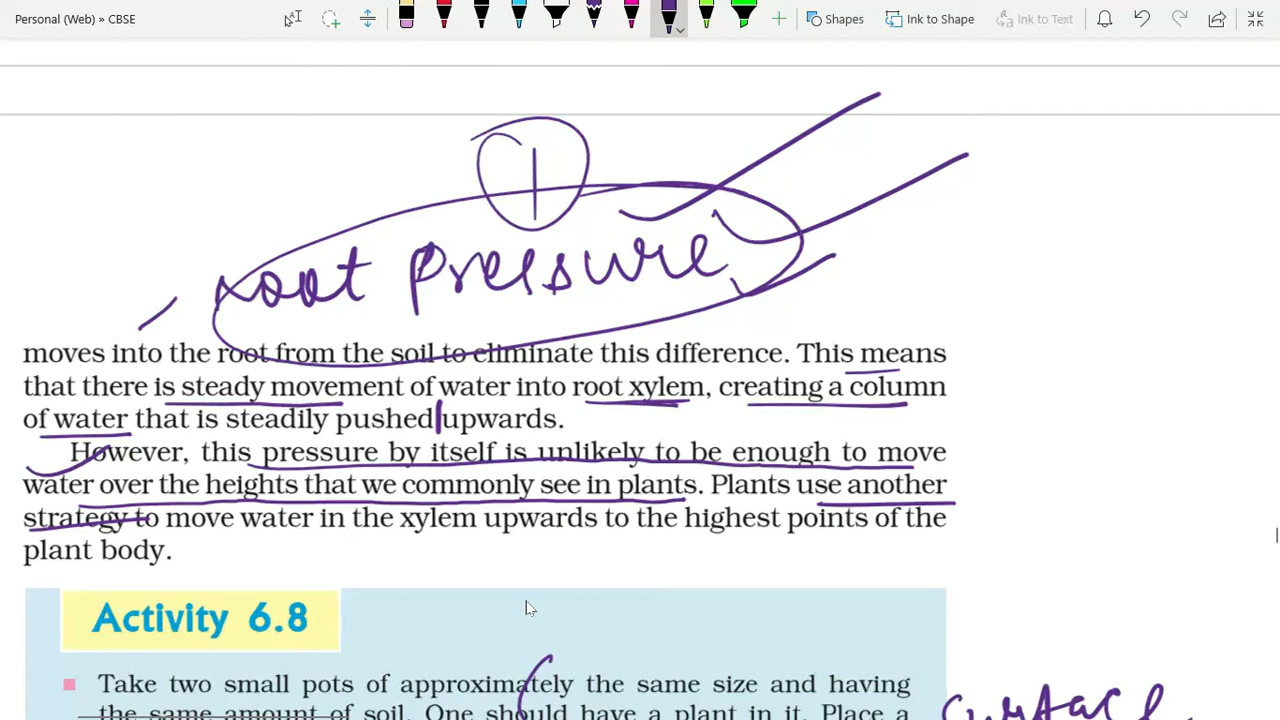 Personal (Web) » CBSE
Shapes
Ink to Shape
Ink to Text
1
root pressure
moves into the root from the soil to eliminate this difference. This means
that there is steady movement of water into root xylem, creating a column
of water that is steadily pushed upwards.
However, this pressure by itself is unlikely to be enough to move
water over the heights that we commonly see in plants. Plants use another
strategy to move water in the xylem upwards to the highest points of the
plant body.
Activity 6.8
Take two small pots of approximately the same size and having
the same amount of soil. One should have a plant in it. Place a
surface